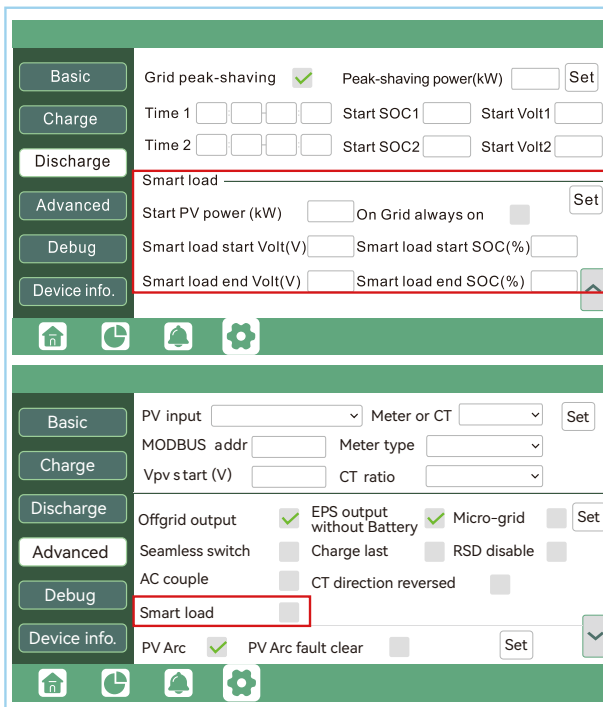 Basic
Grid peak-shaving
Peak-shaving power(kW)
Set
Charge
Time 1
Start SOC1
Start Volt1
Time 2
Start SOC2
Start Volt2
Discharge
Smart load
Set
Advanced
Start PV power (kW)
On Grid always on
Debug
Smart load start Volt(V)
Smart load start SOC(%)
Device info.
Smart load end Volt(V)
Smart load end SOC(%)
Basic
PV input
Meter or CT
Set
MODBUS addr
Meter type
Charge
Vpv start (V)
CT ratio
Discharge
Offgrid output
EPS output
without Battery
Micro-grid
Set
Advanced
Seamless switch
Charge last
RSD disable
AC couple
CT direction reversed
Debug
Smart load
Device info.
PV Arc
PV Arc fault clear
Set